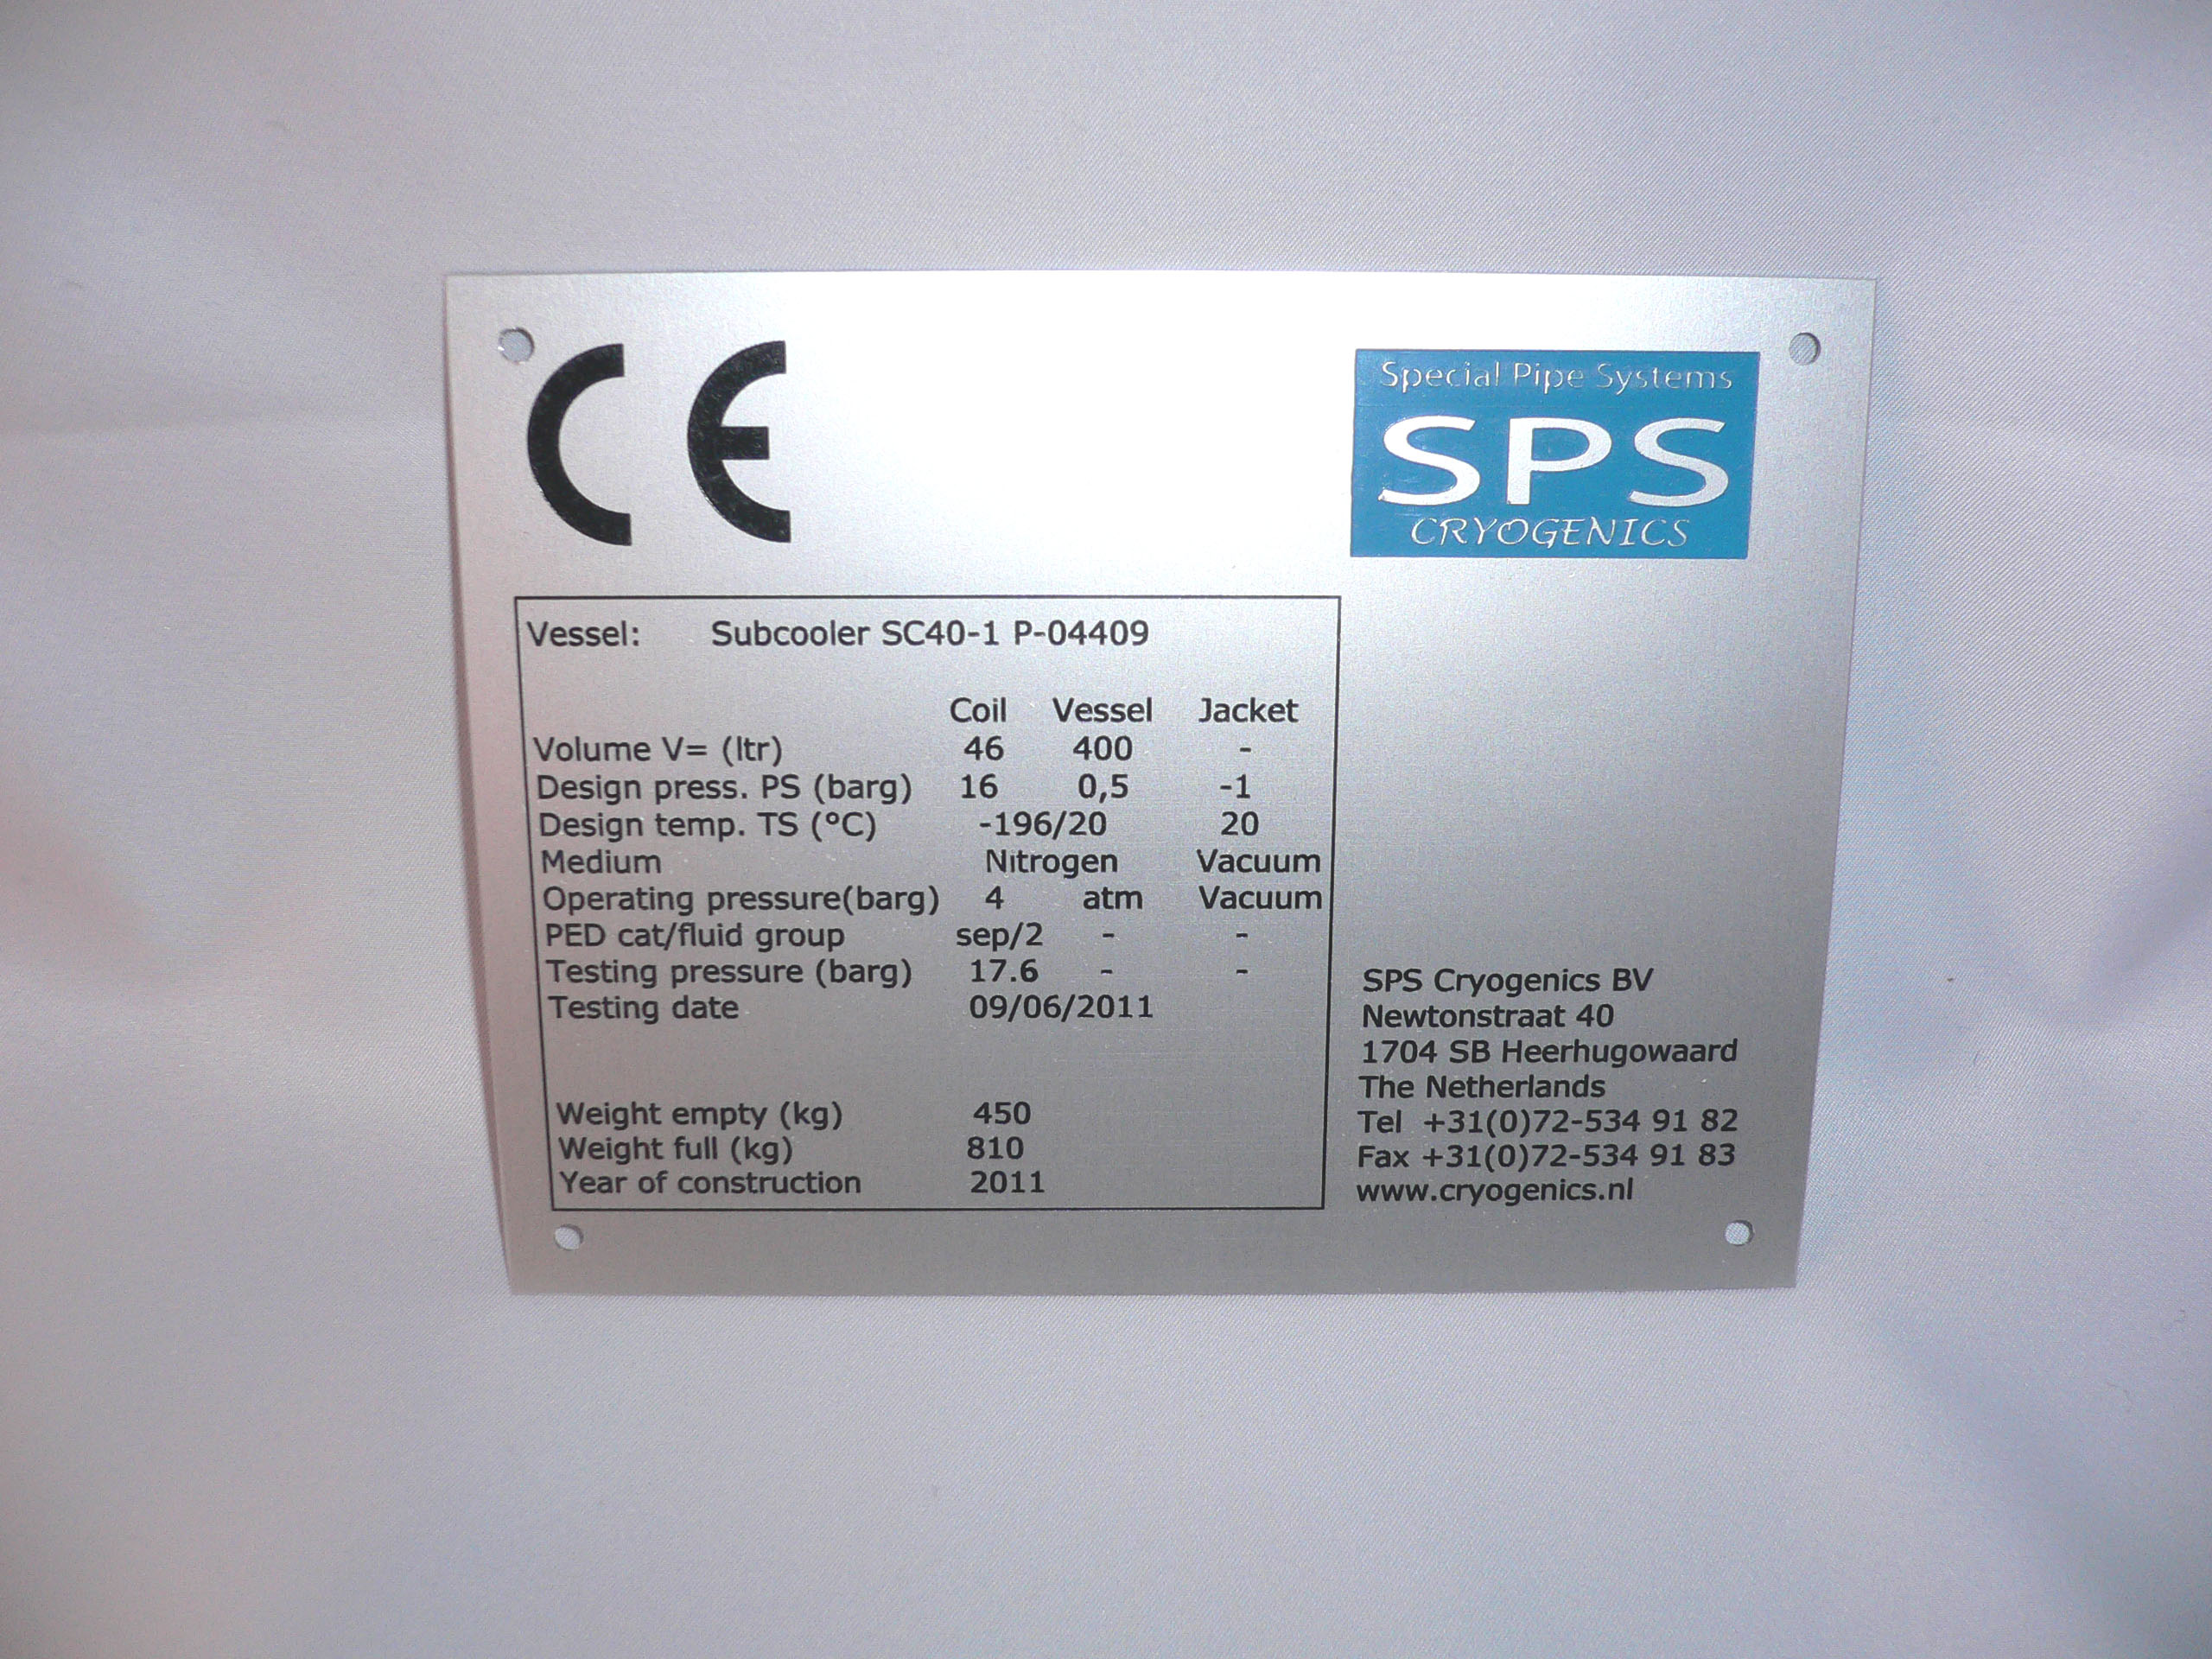 CE
Special Pipe Systems
SPS
CRYOGENICS
Vessel: Subcooler SC40-1 P-04409
Coil Vessel Jacket
Volume V= (ltr) 46 400 -
Design press. PS (barg) 16 0,5 -1
Design temp. TS (°C) -196/20 20
Medium Nitrogen Vacuum
Operating pressure(barg) 4 atm Vacuum
PED cat/fluid group sep/2 - -
Testing pressure (barg) 17.6 - -
Testing date 09/06/2011
Weight empty (kg) 450
Weight full (kg) 810
Year of construction 2011
SPS Cryogenics BV
Newtonstraat 40
1704 SB Heerhugowaard
The Netherlands
Tel +31(0)72-534 91 82
Fax +31(0)72-534 91 83
www.cryogenics.nl